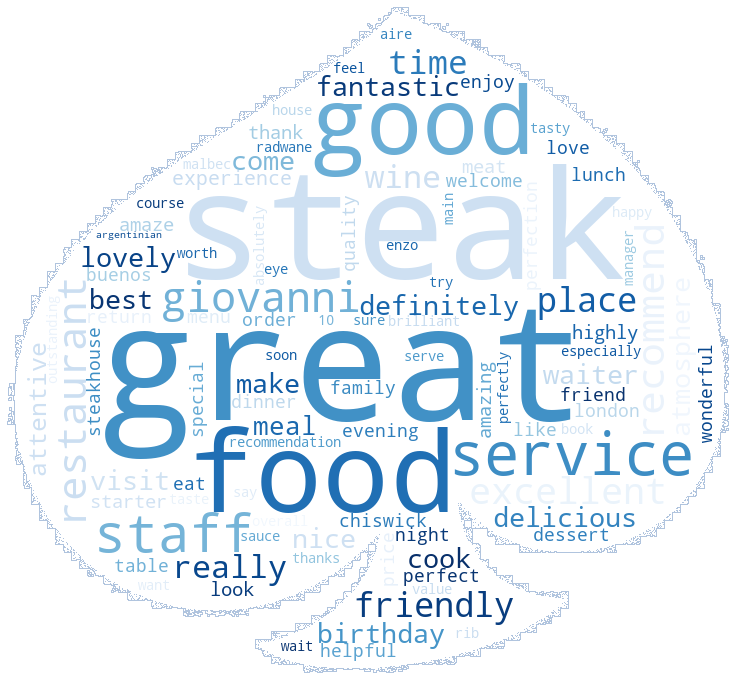 aire
time
feel
fantastic
enjoy
house
good
tasty
thank
radwane
love
malbec
come
wine
meat
lunch
experience
welcome
steak
course
main
happy
amaze
absolutely
quality
perfection
argentinian
enzo
recommend
lovely
worth
manager
buenos
eye
try
best
giovanni
definitely
place
return
menu
order
10
sure
brilliant
atmosphere
restaurant
outstanding
great
highly
steakhouse
soon
serve
especially
attentive
special
make
family
amazing
perfectly
waiter
wonderful
dinner
friend
meal
evening
like
london
book
recommendation
food
service
visit
eat
say
excellent
starter
taste
staff
overall
chiswick
delicious
sauce
nice
night
dessert
table
really
thanks
price
cook
want
look
perfect
value
friendly
birthday
rib
wait
helpful